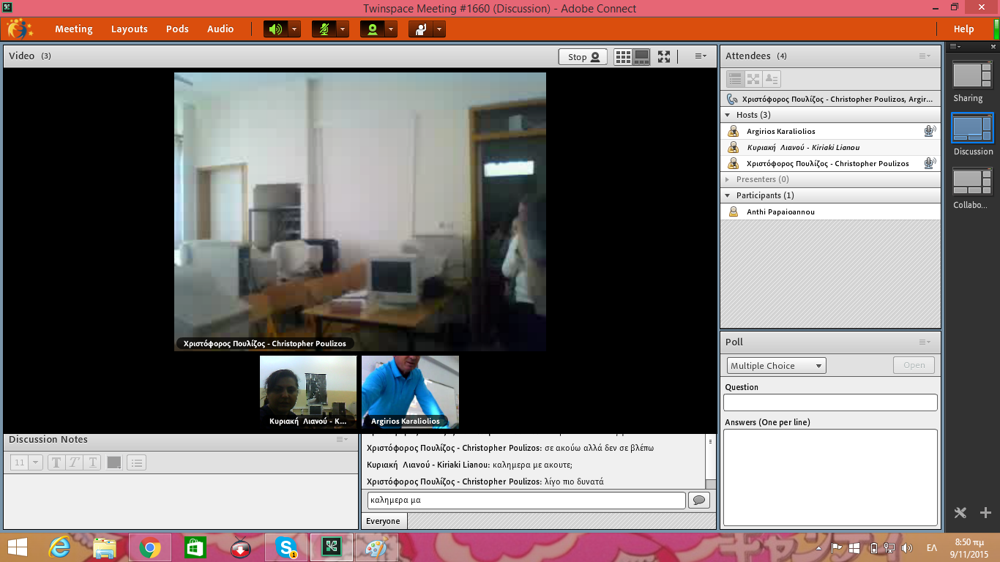 Twinspace Meeting #1660 (Discussion) - Adobe Connect
Meeting Layouts Pods Audio Help
Video (3) Stop
Χριστόφορος Πουλίζος - Christopher Poulizos
Κυριακή Λιανού - K...
Argirios Karaliolios
Attendees (4)
Χριστόφορος Πουλίζος - Christopher Poulizos, Argir...
Hosts (3)
Argirios Karaliolios
Κυριακή Λιανού - Kiriaki Lianou
Χριστόφορος Πουλίζος - Christopher Poulizos
Presenters (0)
Participants (1)
Anthi Papaioannou
Sharing
Discussion
Collabo...
Poll
Multiple Choice Open
Question
Answers (One per line)
Discussion Notes
11 T T T
Χριστόφορος Πουλίζος - Christopher Poulizos: σε ακούω αλλά δεν σε βλέπω
Κυριακή Λιανού - Kiriaki Lianou: καλημερα με ακουτε;
Χριστόφορος Πουλίζος - Christopher Poulizos: λίγο πιο δυνατά
καλημερα μα
Everyone
1
ΕΛ
8:50 πμ
9/11/2015